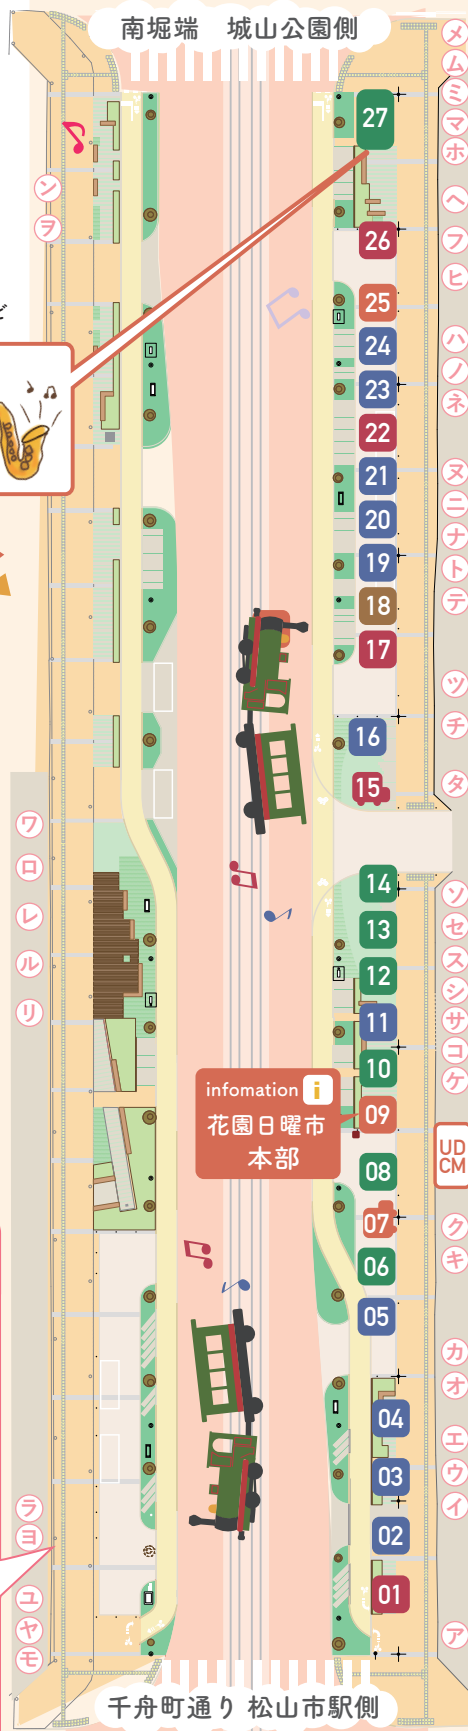 南堀端　城山公園側
メ
ム
ミ
マ
ホ
ヘ
フ
ヒ
ハ
ノ
ネ
ヌ
ニ
ナ
ト
テ
ツ
チ
タ
ソ
セ
ス
シ
サ
コ
ケ
UD
CM
ク
キ
カ
オ
エ
ウ
イ
ア
27
26
25
24
23
22
21
20
19
18
17
16
15
14
13
12
11
10
09
08
07
06
05
04
03
02
01
ン
ヲ
ど
ワ
ロ
レ
ル
リ
infomation i
花園日曜市
本部
ラ
ヨ
ユ
ヤ
モ
千舟町通り 松山市駅側